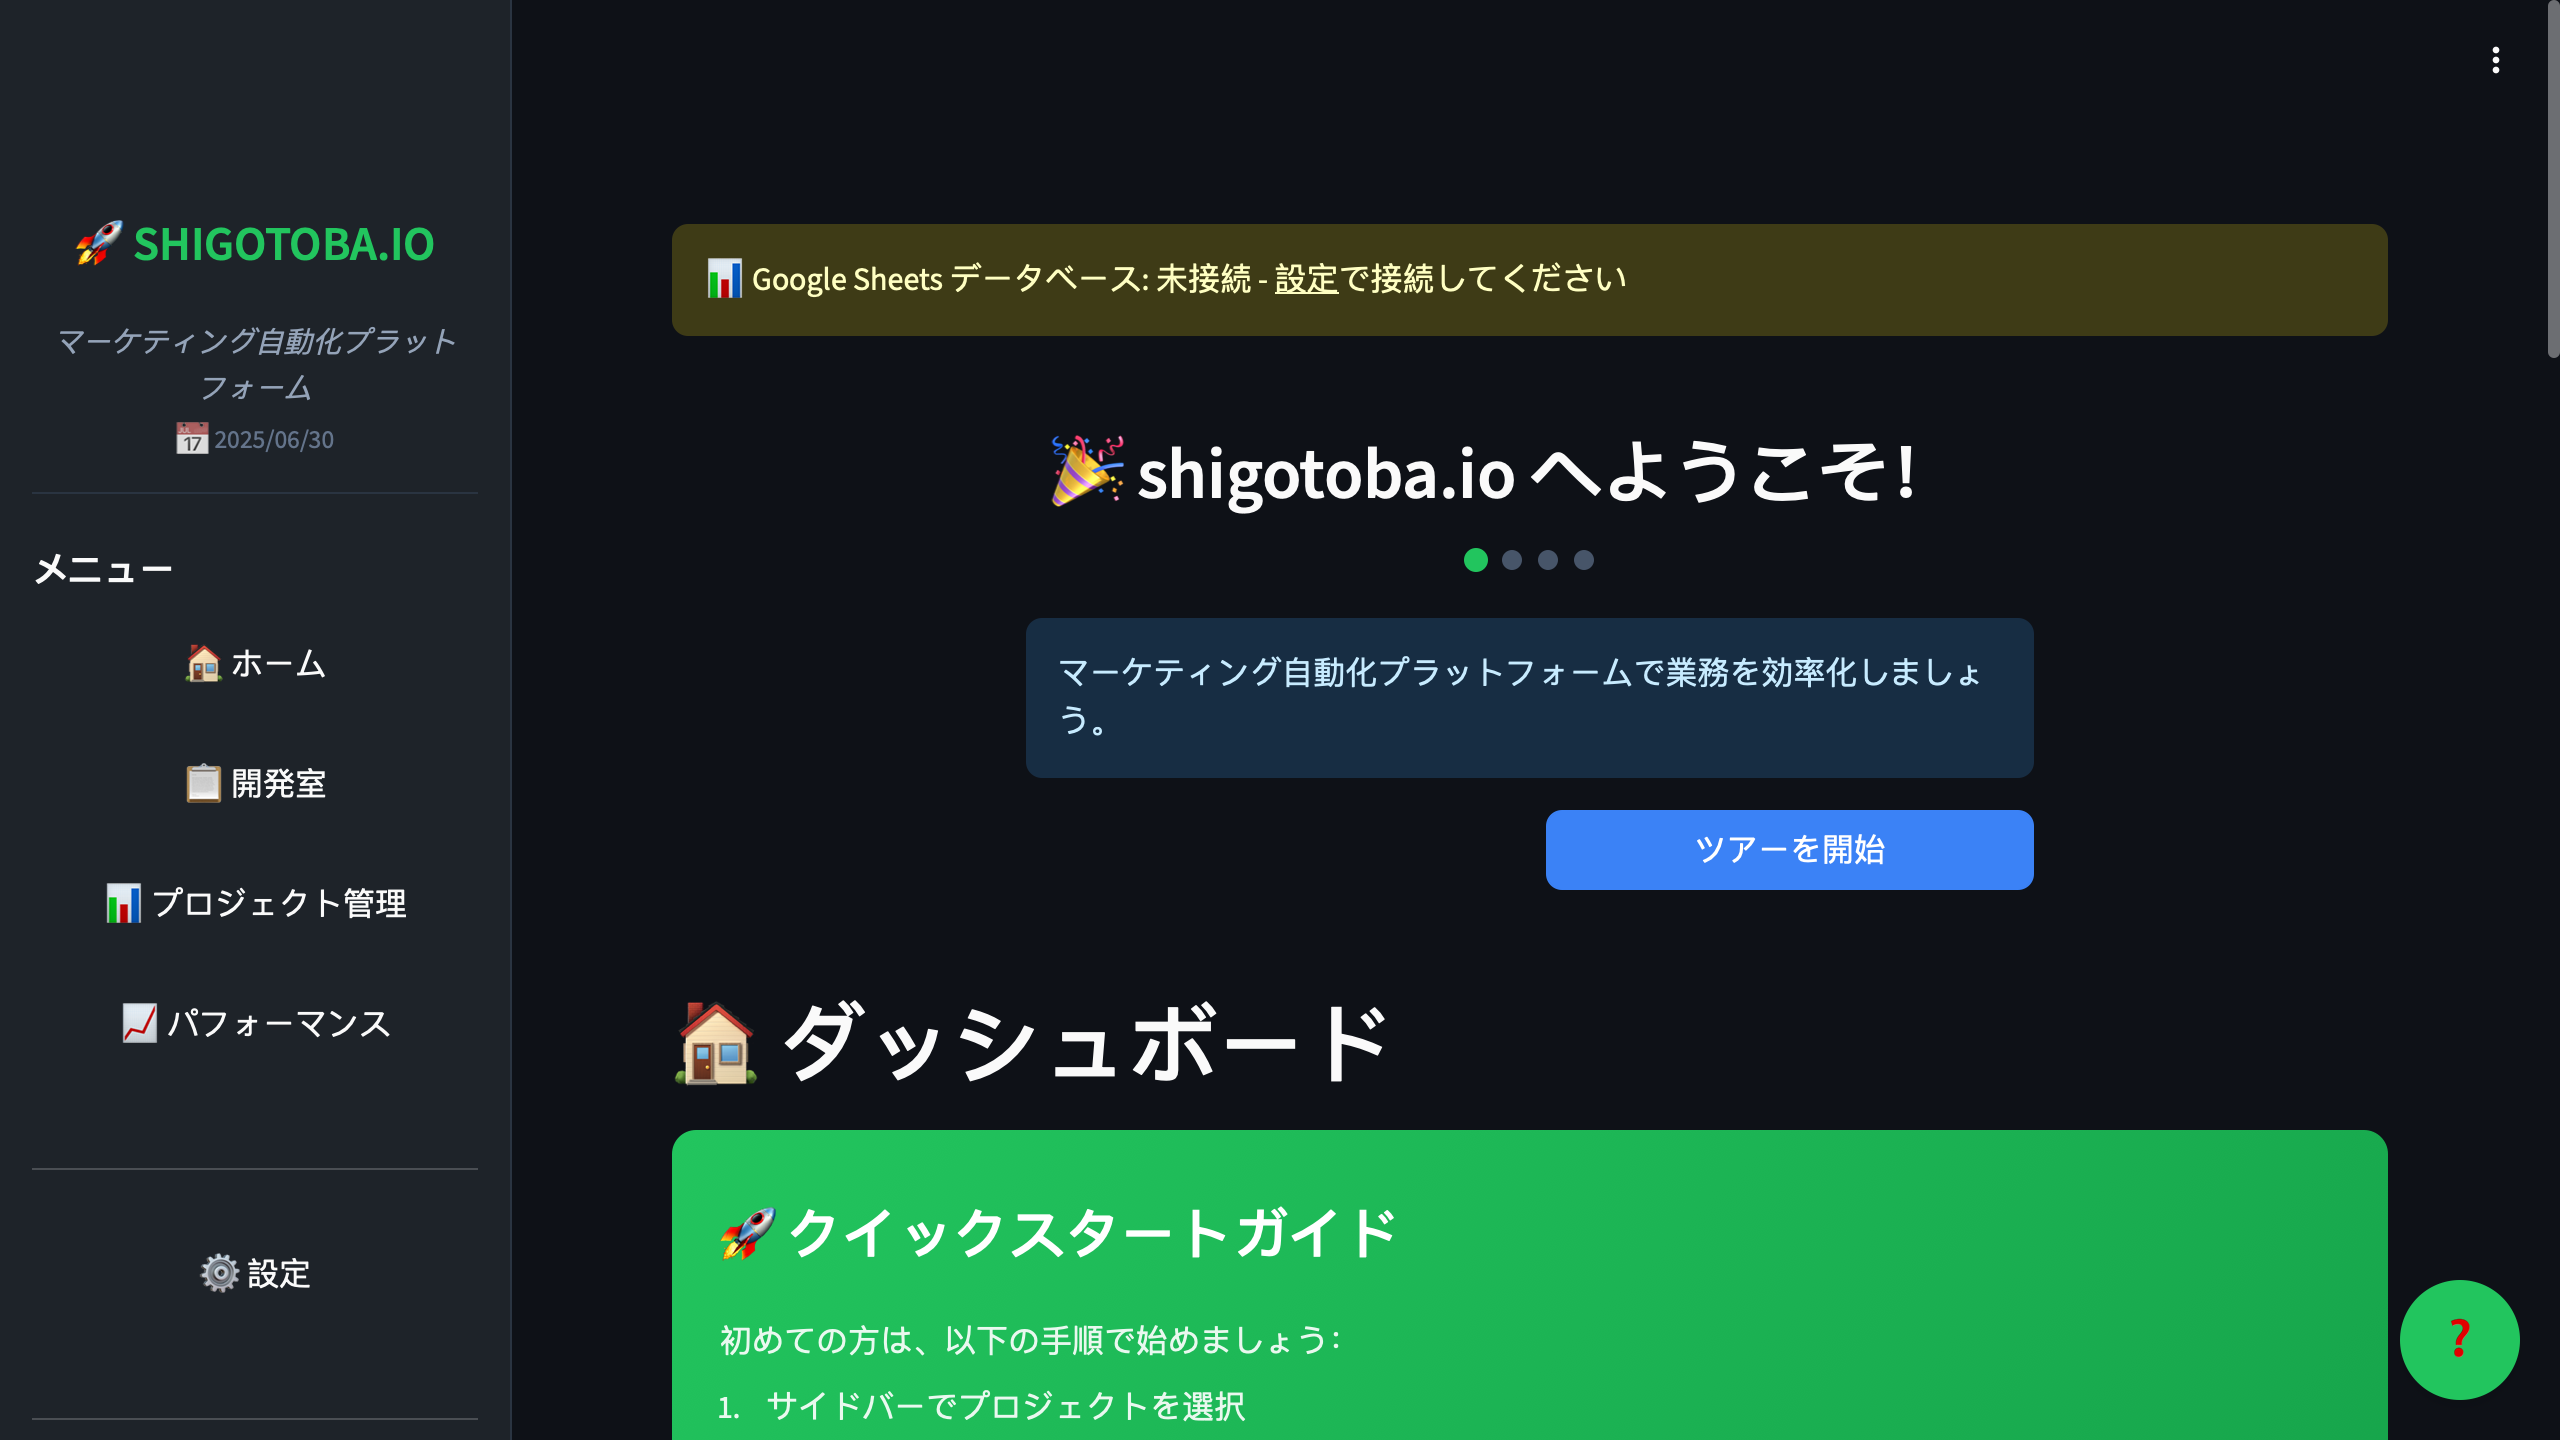 🚀 SHIGOTOBA.IO
マーケティング自動化プラット
フォーム
📅 2025/06/30
メニュー
🏠 ホーム
📋 開発室
📊 プロジェクト管理
📈 パフォーマンス
⚙️ 設定
📊 Google Sheets データベース: 未接続 - 設定で接続してください
🎉 shigotoba.io へようこそ！
マーケティング自動化プラットフォームで業務を効率化しましょ
う。
ツアーを開始
🏠 ダッシュボード
🚀 クイックスタートガイド
初めての方は、以下の手順で始めましょう：
1. サイドバーでプロジェクトを選択
❓